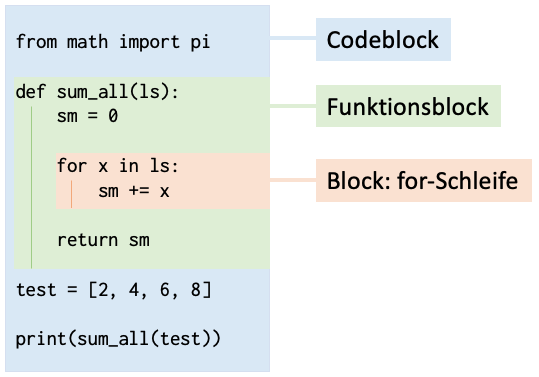 from math import pi
Codeblock
def sum_all(ls):
Funktionsblock
    sm = 0
    for x in ls:
Block: for-Schleife
        sm += x
    return sm
test = [2, 4, 6, 8]
print(sum_all(test))